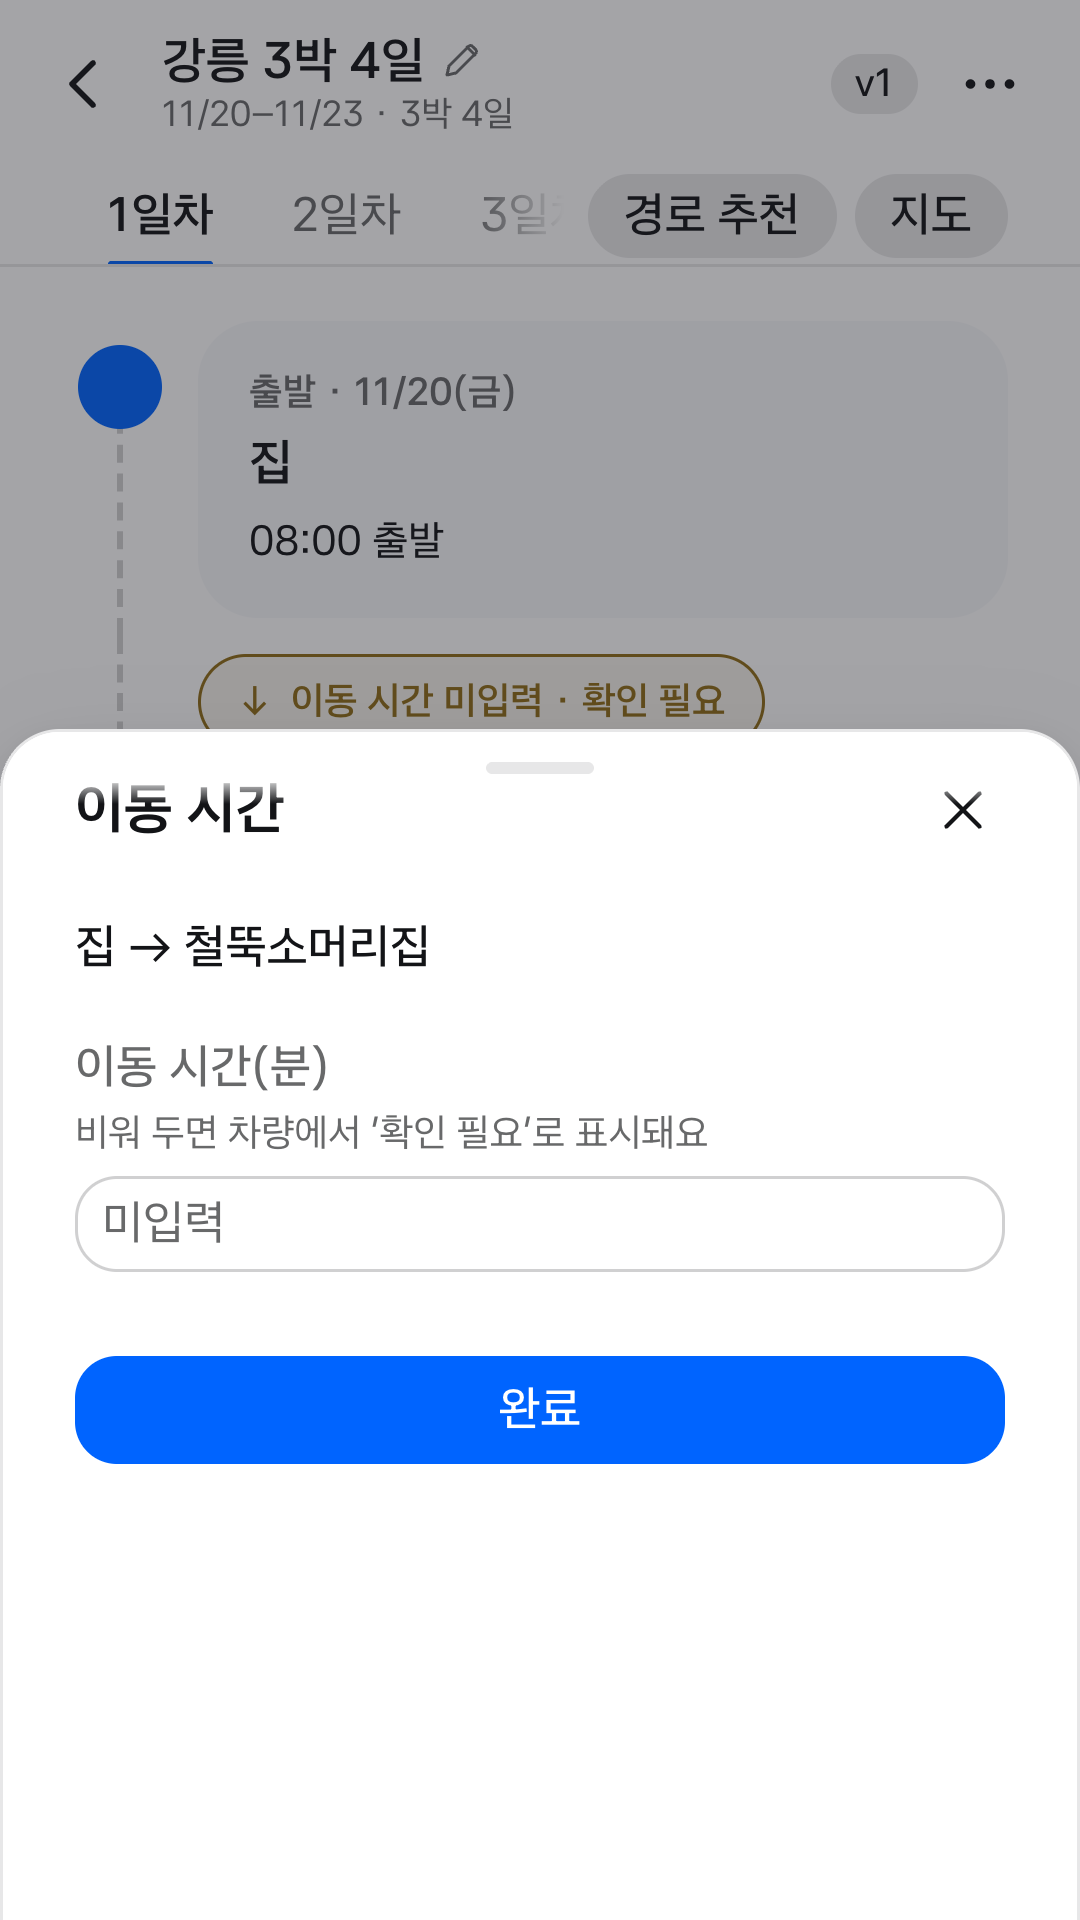 강릉 3박 4일
11/20–11/23 · 3박 4일
v1
1일차 2일차 경로 추천 지도
출발 · 11/20(금)
집
08:00 출발
↓ 이동 시간 미입력 · 확인 필요
이동 시간
집 → 철뚝소머리집
이동 시간(분)
비워 두면 차량에서 ‘확인 필요’로 표시돼요
미입력
완료